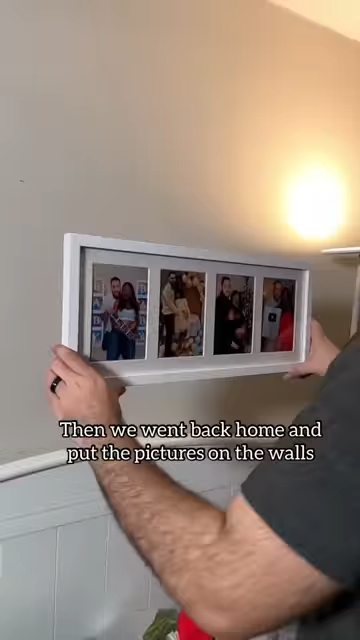 Then we went back home and
put the pictures on the walls